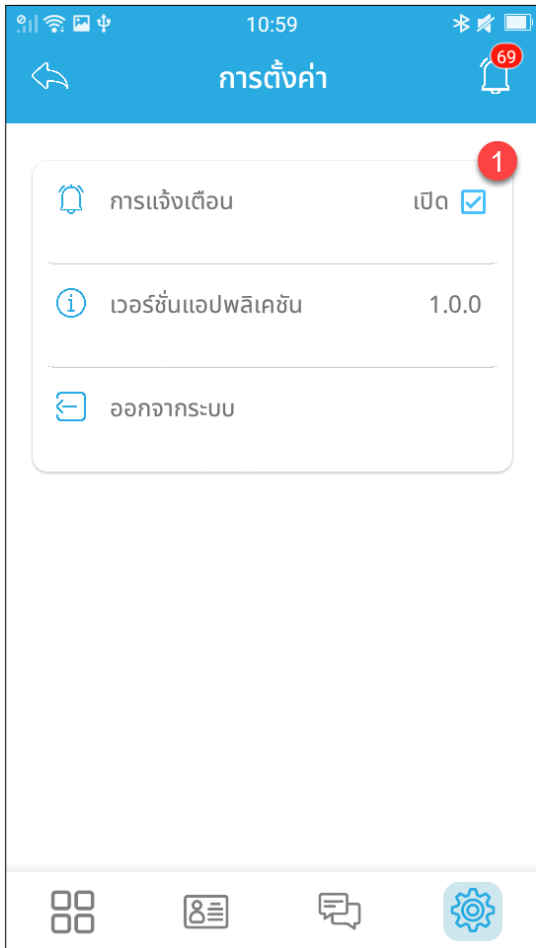 10:59
การตั้งค่า
69
1
การแจ้งเตือน เปิด
เวอร์ชั่นแอปพลิเคชัน 1.0.0
ออกจากระบบ